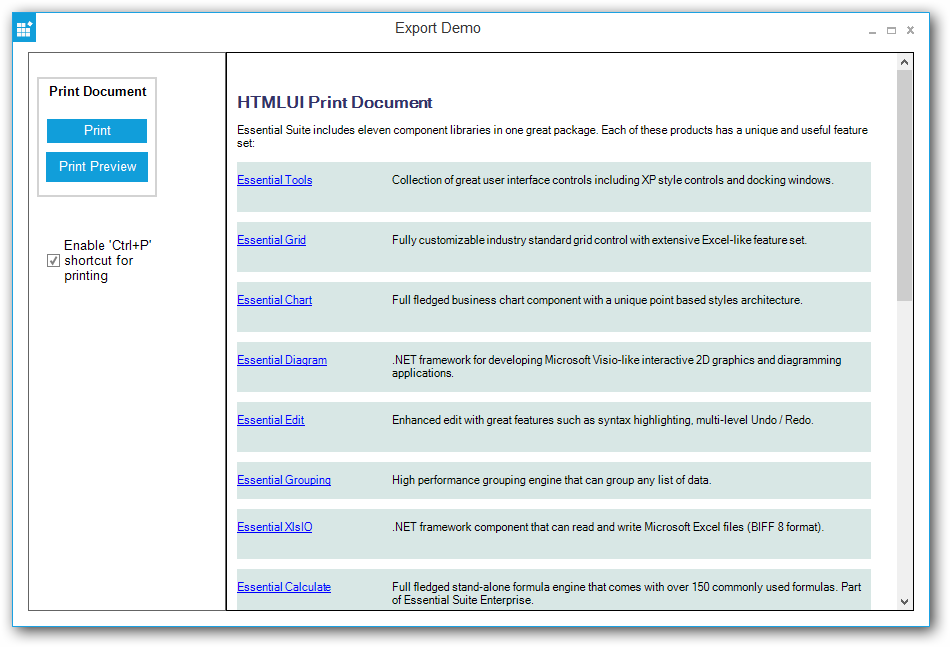 Export Demo
Print Document
Print
Print Preview
Enable 'Ctrl+P'
shortcut for
printing
HTMLUI Print Document
Essential Suite includes eleven component libraries in one great package. Each of these products has a unique and useful feature
set:
Essential Tools
Collection of great user interface controls including XP style controls and docking windows.
Essential Grid
Fully customizable industry standard grid control with extensive Excel-like feature set.
Essential Chart
Full fledged business chart component with a unique point based styles architecture.
Essential Diagram
.NET framework for developing Microsoft Visio-like interactive 2D graphics and diagramming
applications.
Essential Edit
Enhanced edit with great features such as syntax highlighting, multi-level Undo / Redo.
Essential Grouping
High performance grouping engine that can group any list of data.
Essential XlsIO
.NET framework component that can read and write Microsoft Excel files (BIFF 8 format).
Essential Calculate
Full fledged stand-alone formula engine that comes with over 150 commonly used formulas. Part
of Essential Suite Enterprise.